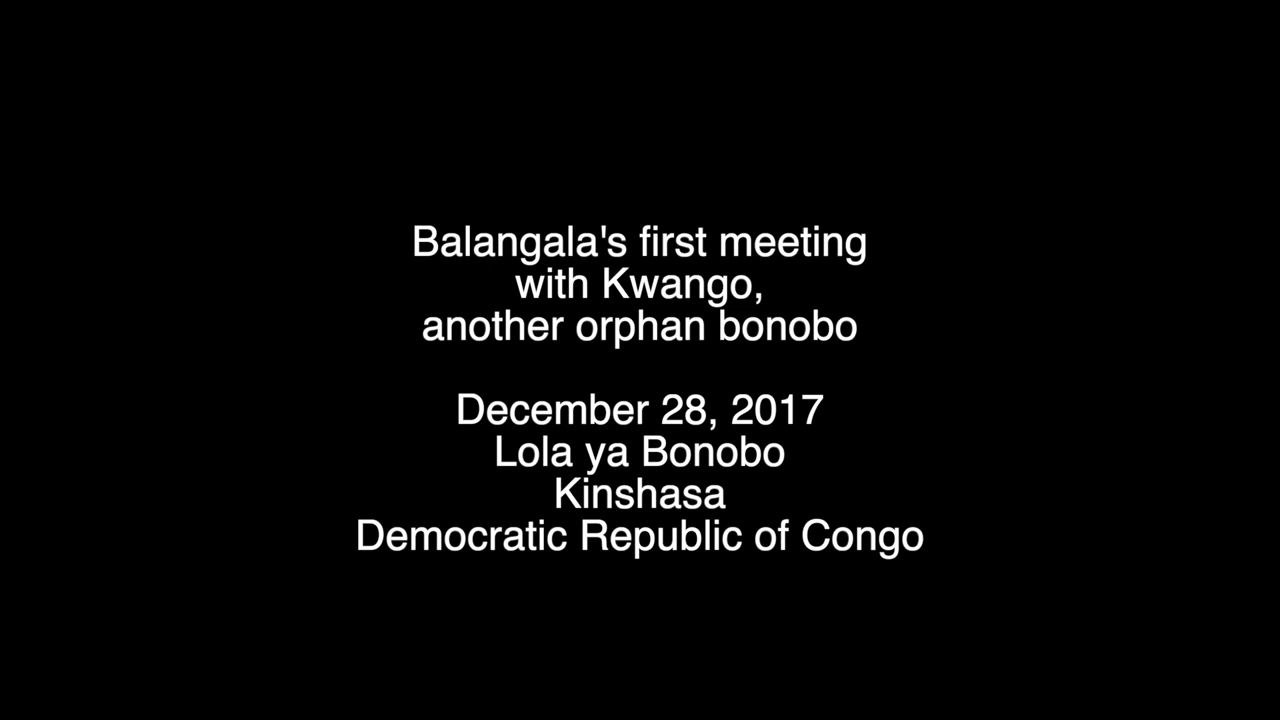 Balangala's first meeting
with Kwango,
another orphan bonobo
December 28, 2017
Lola ya Bonobo
Kinshasa
Democratic Republic of Congo